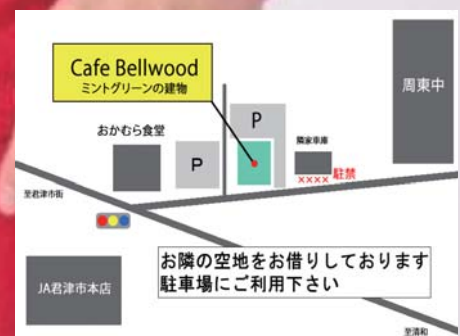 Cafe Bellwood
ミントグリーンの建物
周東中
おかむら食堂
P
P
隣家車庫
××××駐禁
至君津市街
JA君津市本店
お隣の空地をお借りしております
駐車場にご利用下さい
至清和